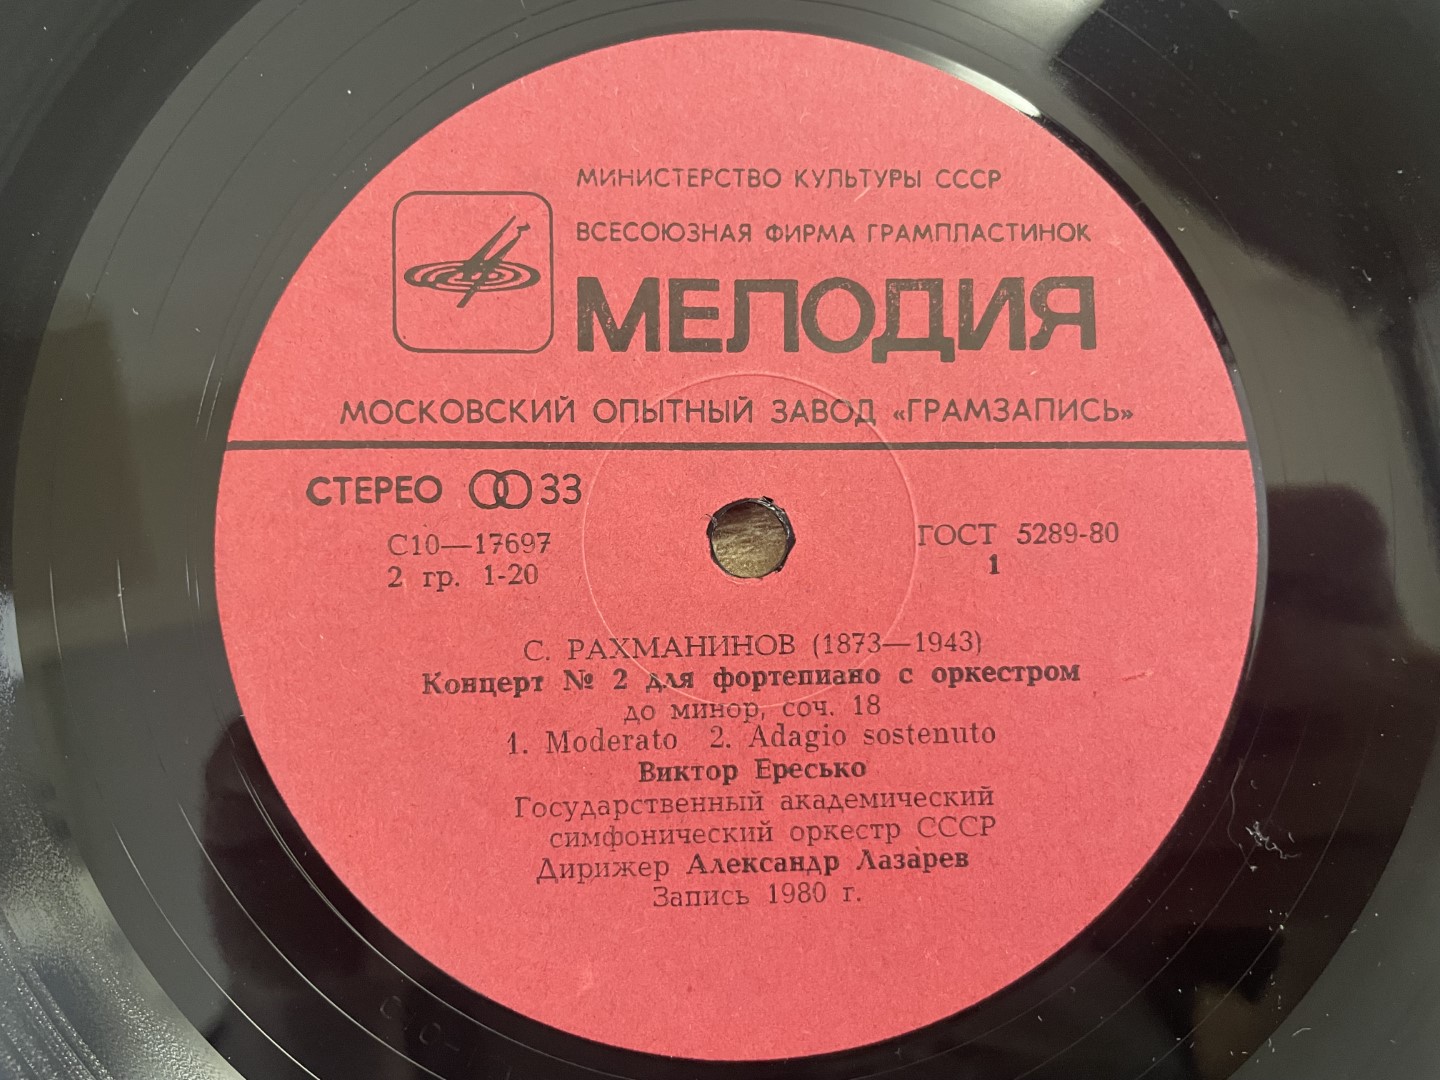 МИНИСТЕРСТВО КУЛЬТУРЫ СССР
ВСЕСОЮЗНАЯ ФИРМА ГРАМПЛАСТИНОК
МЕЛОДИЯ
МОСКОВСКИЙ ОПЫТНЫЙ ЗАВОД «ГРАМЗАПИСЬ»
СТЕРЕО 33
С10—17697
2 гр. 1-20
ГОСТ 5289-80
1
С. РАХМАНИНОВ (1873—1943)
Концерт № 2 для фортепиано с оркестром
до минор, соч. 18
1. Moderato 2. Adagio sostenuto
Виктор Ересько
Государственный академический
симфонический оркестр СССР
Дирижер Александр Лазарев
Запись 1980 г.